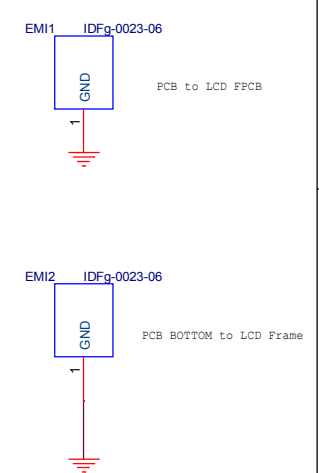 EMI1 IDFg-0023-06
GND
PCB to LCD FPCB
1
EMI2 IDFg-0023-06
GND
PCB BOTTOM to LCD Frame
1